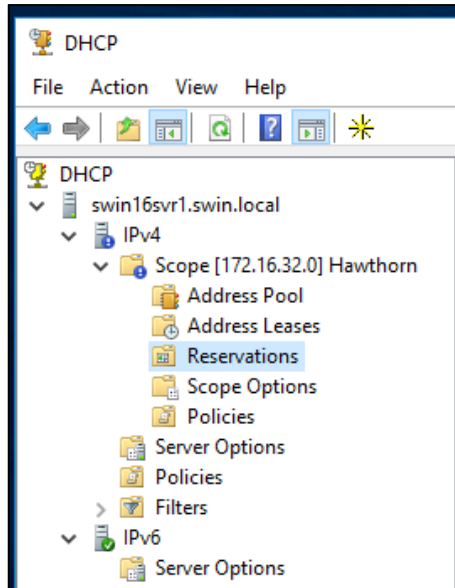 DHCP
File Action View Help
DHCP
swin16svr1.swin.local
IPv4
Scope [172.16.32.0] Hawthorn
Address Pool
Address Leases
Reservations
Scope Options
Policies
Server Options
Policies
Filters
IPv6
Server Options